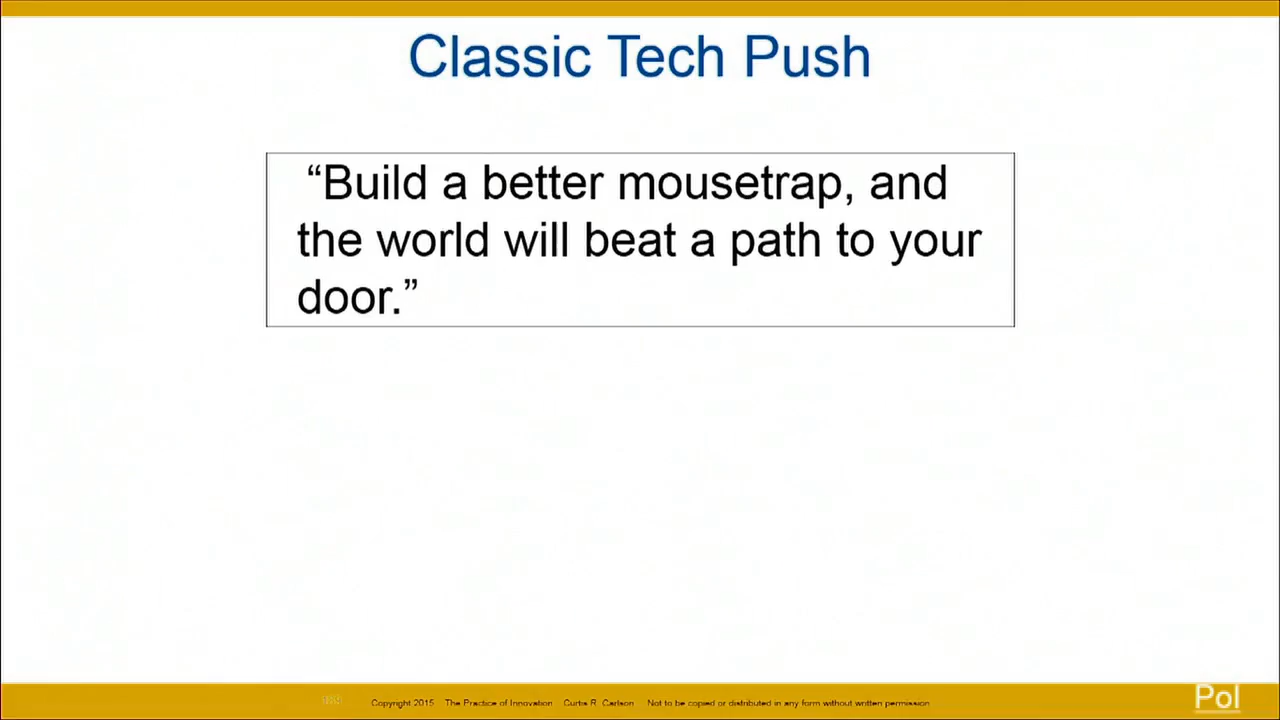 Classic Tech Push
“Build a better mousetrap, and
the world will beat a path to your
door.”
Copyright 2015 The Practice of Innovation Curtis R. Carlson Not to be copied or distributed in any form without written permission
PoI